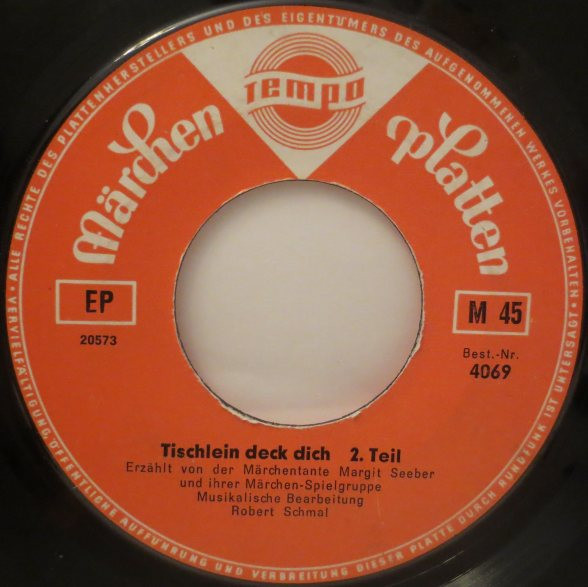 ALLE RECHTE DES PLATTENHERSTELLERS UND DES EIGENTÜMERS DES AUFGENOMMENEN WERKES VORBEHALTEN
Tempo
Märchen
platten
EP
M 45
20573
Best.-Nr.
4069
Tischlein deck dich 2. Teil
Erzählt von der Märchentante Margit Seeber
und ihrer Märchen-Spielgruppe
Musikalische Bearbeitung
Robert Schmal
VERVIELFÄLTIGUNG, ÖFFENTLICHE AUFFÜHRUNG UND VERBREITUNG DIESER PLATTE DURCH RUNDFUNK IST UNTERSAGT